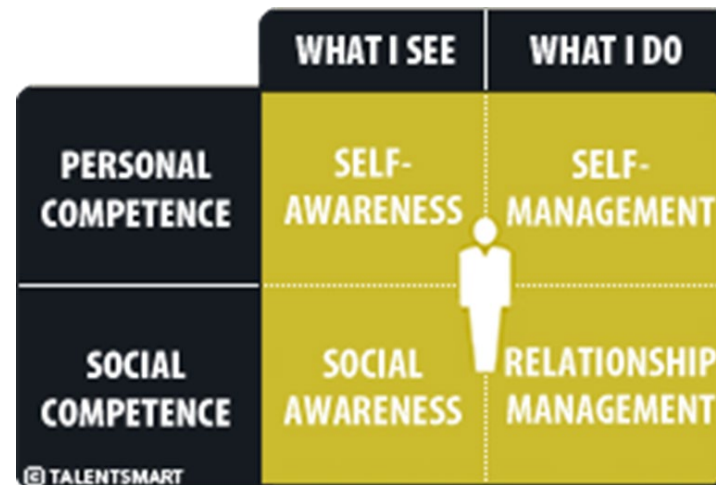 WHAT I SEE
WHAT I DO
PERSONAL
COMPETENCE
SELF-
AWARENESS
SELF-
MANAGEMENT
SOCIAL
COMPETENCE
SOCIAL
AWARENESS
RELATIONSHIP
MANAGEMENT
© TALENTSMART